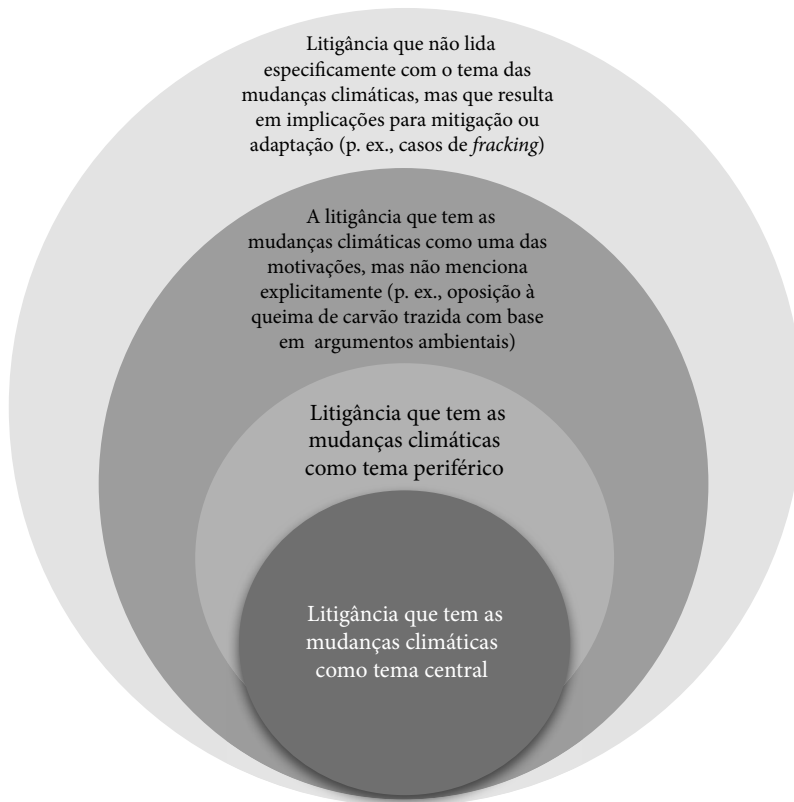 Litigância que não lida
especificamente com o tema das
mudanças climáticas, mas que resulta
em implicações para mitigação ou
adaptação (p. ex., casos de fracking)
A litigância que tem as
mudanças climáticas como uma das
motivações, mas não menciona
explicitamente (p. ex., oposição à
queima de carvão trazida com base
em argumentos ambientais)
Litigância que tem as
mudanças climáticas
como tema periférico
Litigância que tem as
mudanças climáticas
como tema central